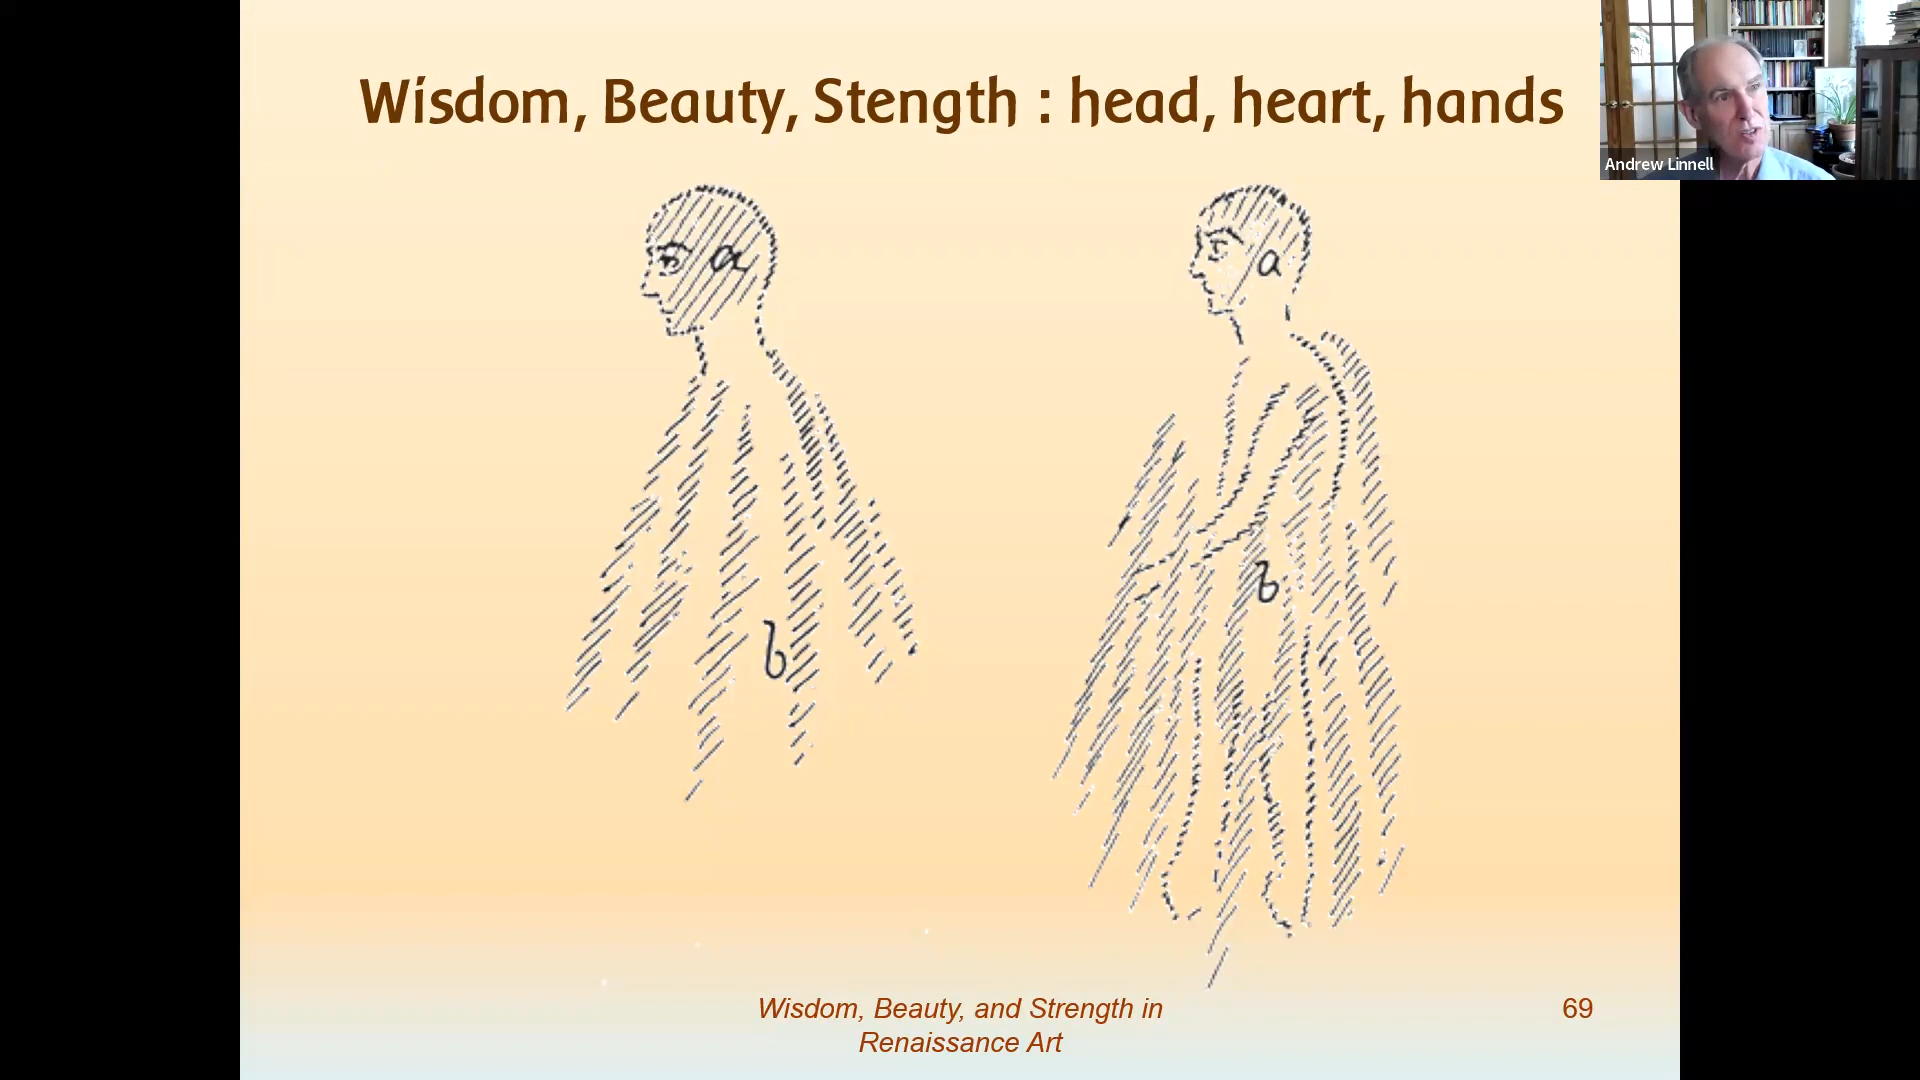 Wisdom, Beauty, Stength : head, heart, hands
Andrew Linnell
a
a
b
b
Wisdom, Beauty, and Strength in
Renaissance Art
69